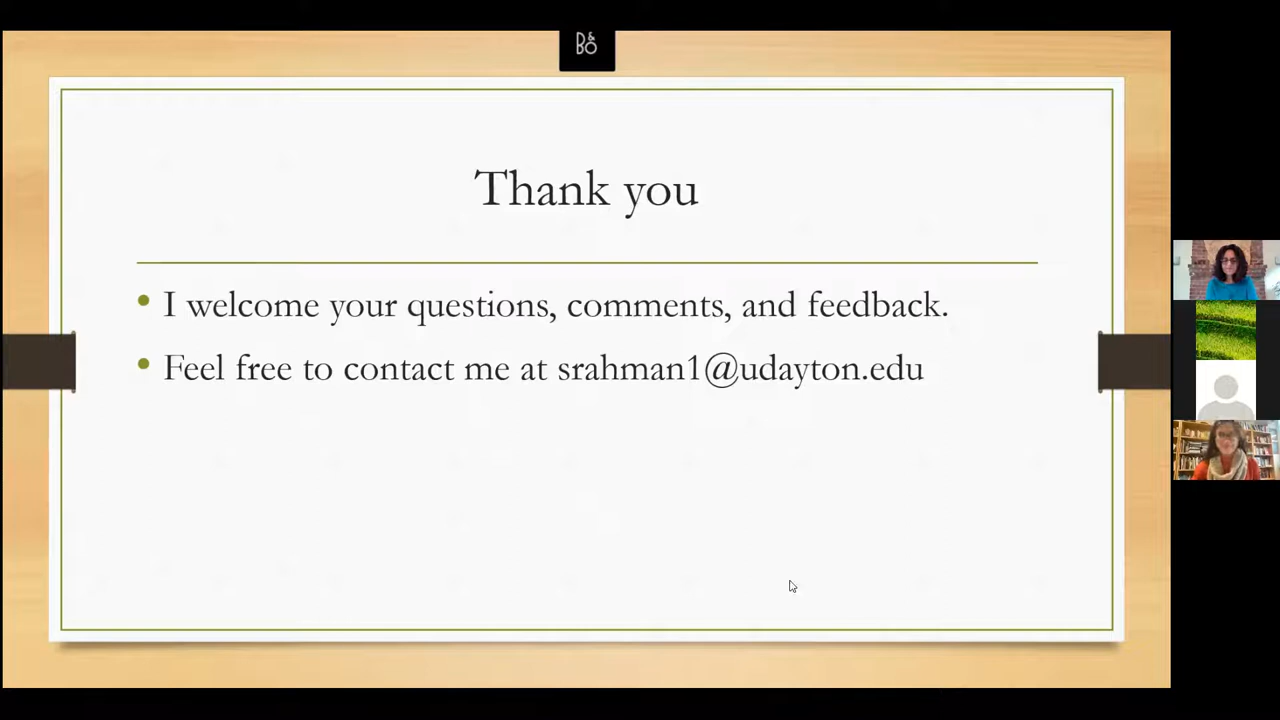 B&O
Thank you
• I welcome your questions, comments, and feedback.
• Feel free to contact me at srahman1@udayton.edu